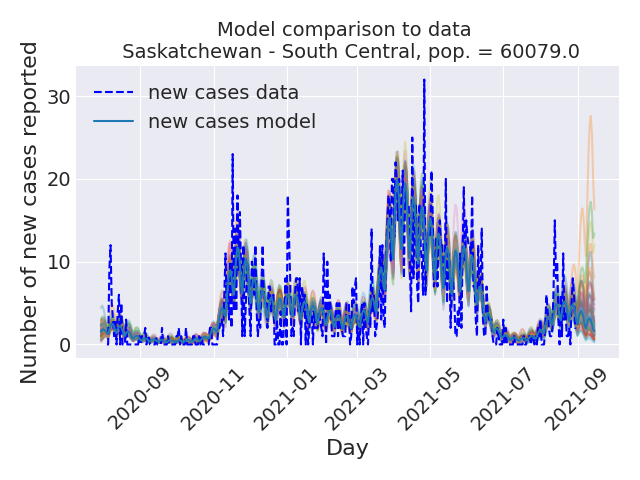 Model comparison to data
Saskatchewan - South Central, pop. = 60079.0
Number of new cases reported
30
20
10
0
new cases data
new cases model
2020-09
2020-11
2021-01
2021-03
2021-05
2021-07
2021-09
Day